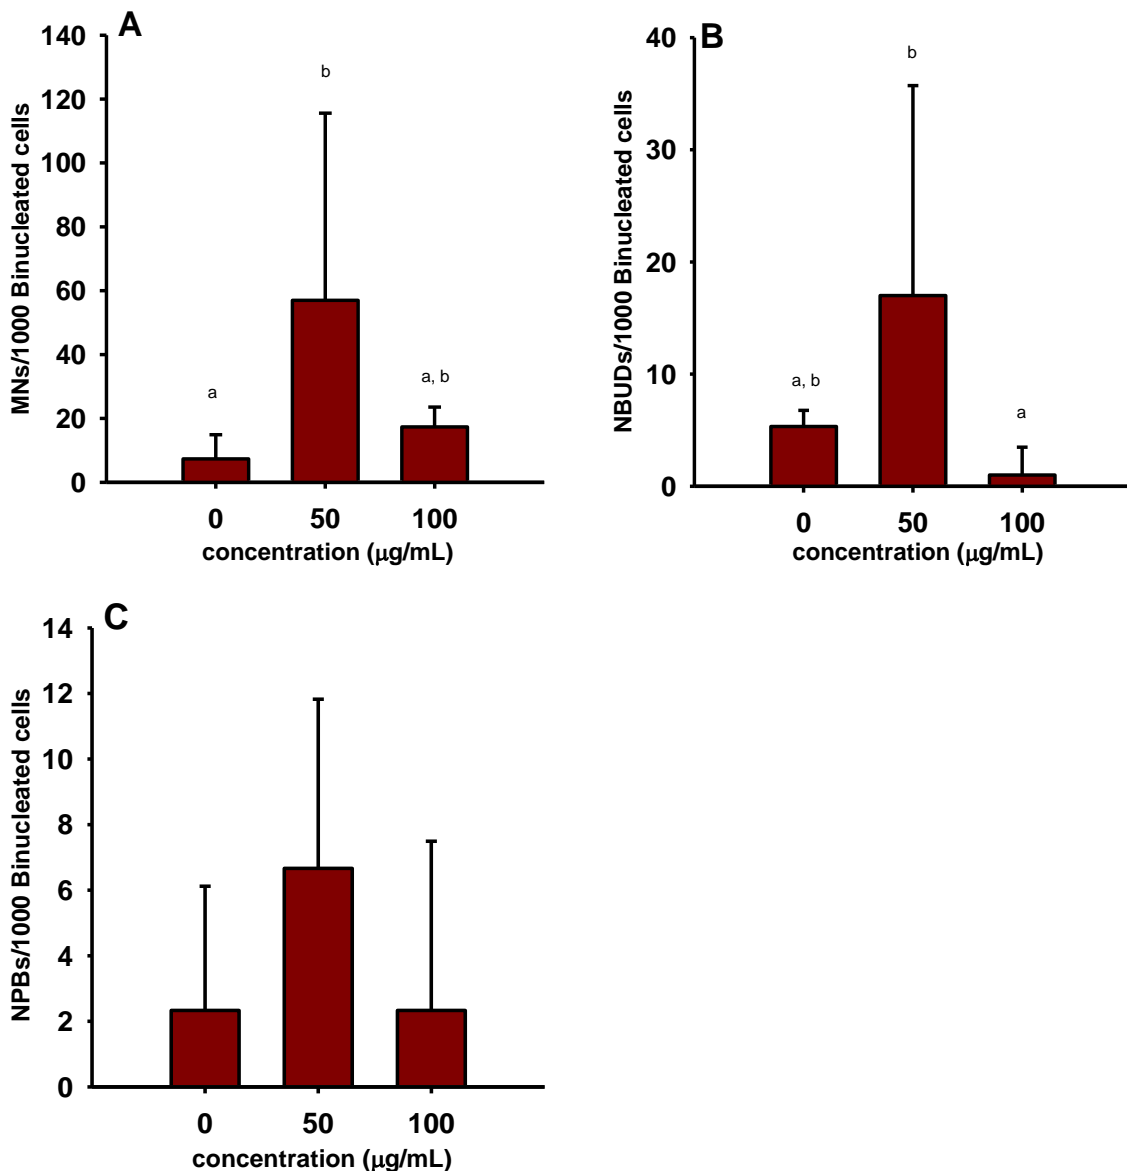 A
MNs/1000 Binucleated cells
140
120
100
80
60
40
20
0
a
b
a, b
0 50 100
concentration (μg/mL)
B
NBUDs/1000 Binucleated cells
40
30
20
10
0
a, b
b
a
0 50 100
concentration (μg/mL)
C
NPBs/1000 Binucleated cells
14
12
10
8
6
4
2
0
0 50 100
concentration (μg/mL)